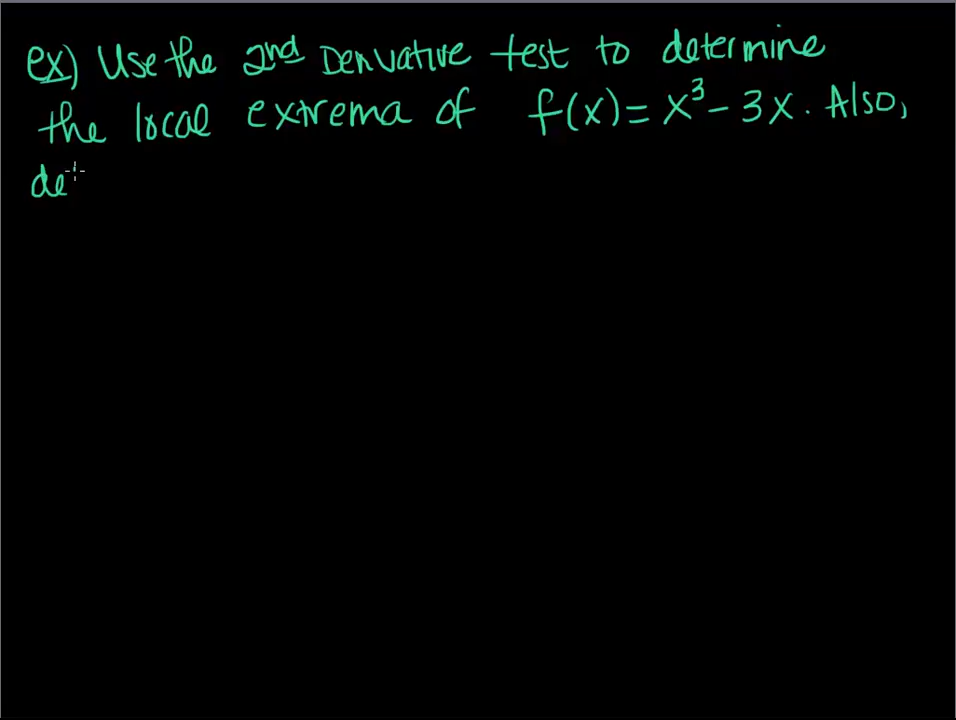 ex) Use the 2nd Derivative test to determine
the local extrema of f(x) = x³ - 3x. Also,
de